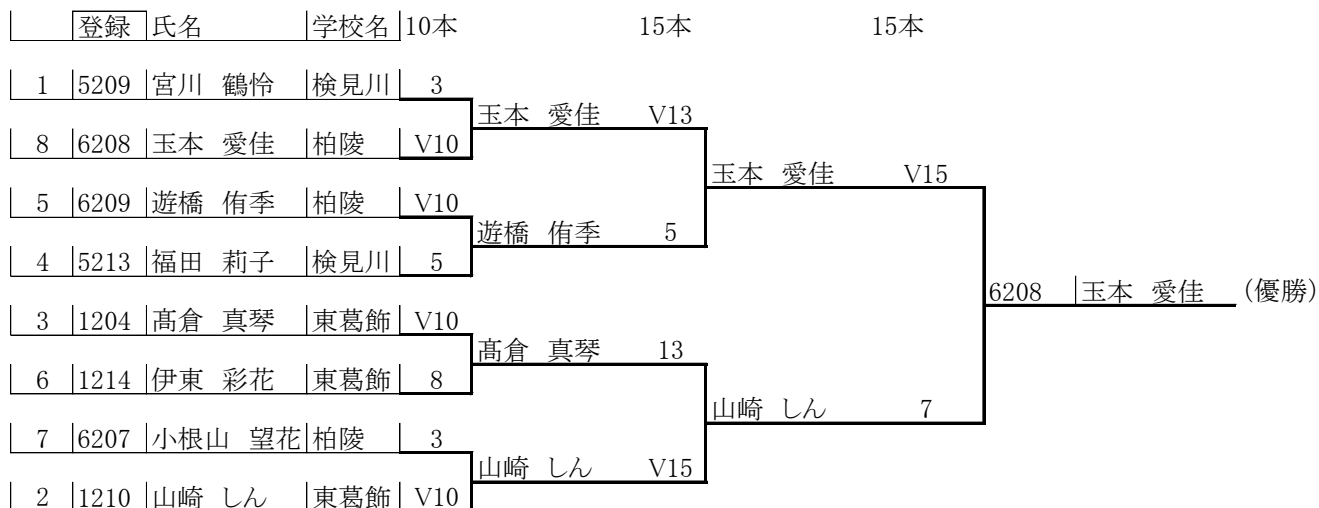 登録 氏名 学校名 10本 15本 15本
1 5209 宮川 鶴怜 検見川 3
玉本 愛佳 V13
8 6208 玉本 愛佳 柏陵 V10
玉本 愛佳 V15
5 6209 遊橋 侑季 柏陵 V10
遊橋 侑季 5
4 5213 福田 莉子 検見川 5
6208 玉本 愛佳 (優勝)
3 1204 髙倉 真琴 東葛飾 V10
髙倉 真琴 13
6 1214 伊東 彩花 東葛飾 8
山崎 しん 7
7 6207 小根山 望花 柏陵 3
山崎 しん V15
2 1210 山崎 しん 東葛飾 V10